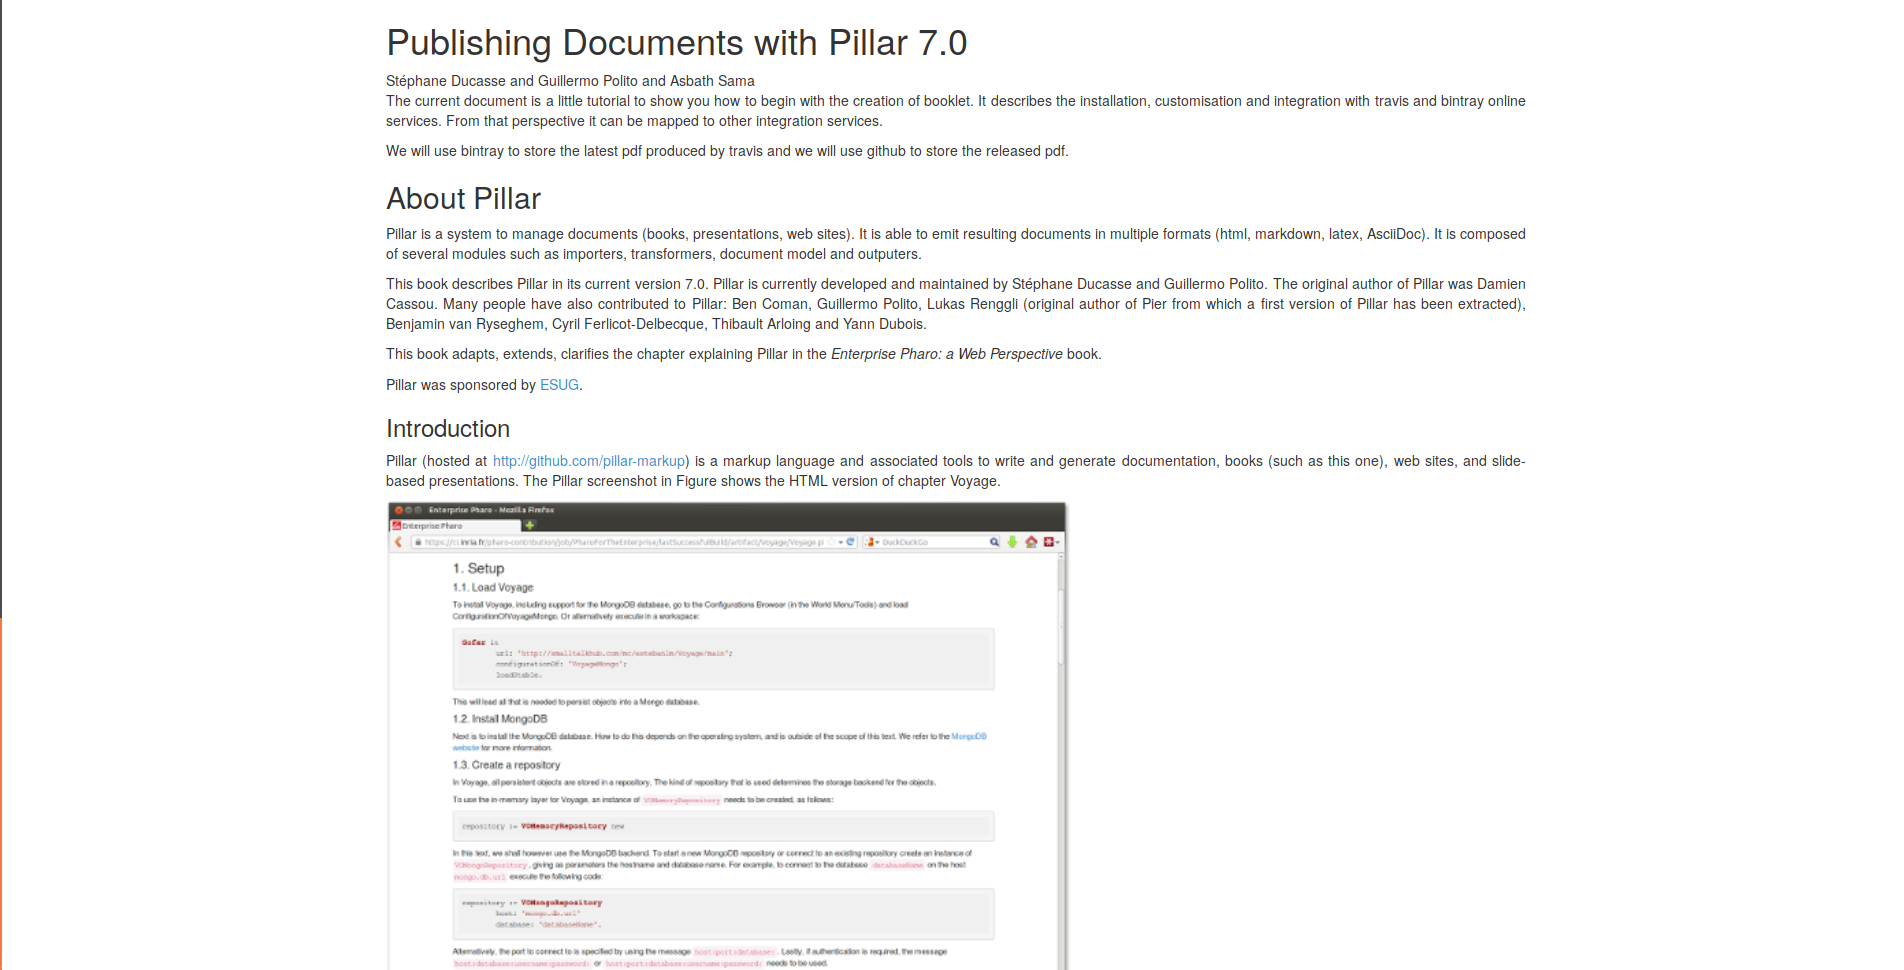 Publishing Documents with Pillar 7.0
Stéphane Ducasse and Guillermo Polito and Asbath Sama
The current document is a little tutorial to show you how to begin with the creation of booklet. It describes the installation, customisation and integration with travis and bintray online
services. From that perspective it can be mapped to other integration services.
We will use bintray to store the latest pdf produced by travis and we will use github to store the released pdf.
About Pillar
Pillar is a system to manage documents (books, presentations, web sites). It is able to emit resulting documents in multiple formats (html, markdown, latex, AsciiDoc). It is composed
of several modules such as importers, transformers, document model and outputers.
This book describes Pillar in its current version 7.0. Pillar is currently developed and maintained by Stéphane Ducasse and Guillermo Polito. The original author of Pillar was Damien
Cassou. Many people have also contributed to Pillar: Ben Coman, Guillermo Polito, Lukas Renggli (original author of Pier from which a first version of Pillar has been extracted),
Benjamin van Ryseghem, Cyril Ferlicot-Delbecque, Thibault Arloing and Yann Dubois.
This book adapts, extends, clarifies the chapter explaining Pillar in the Enterprise Pharo: a Web Perspective book.
Pillar was sponsored by ESUG.
Introduction
Pillar (hosted at http://github.com/pillar-markup) is a markup language and associated tools to write and generate documentation, books (such as this one), web sites, and slide-
based presentations. The Pillar screenshot in Figure shows the HTML version of chapter Voyage.
Enterprise Pharo - Mozilla Firefox
Enterprise Pharo
https://ci.inria.fr/pharo-contribution/job/PharoForTheEnterprise/lastSuccessfulBuild/artifact/Voyage/Voyage.pi
DuckDuckGo
1. Setup
1.1. Load Voyage
To install Voyage, including support for the MongoDB database, go to the Configurations Browser (in the World Menu/Tools) and load
ConfigurationOfVoyageMongo. Or alternatively execute in a workspace:
Gofer it
url: 'http://smalltalkhub.com/mc/estebanlm/Voyage/main';
configurationOf: 'VoyageMongo';
loadStable.
This will load all that is needed to persist objects into a Mongo database.
1.2. Install MongoDB
Next is to install the MongoDB database. How to do this depends on the operating system, and is outside of the scope of this text. We refer to the MongoDB
website for more information.
1.3. Create a repository
In Voyage, all persistent objects are stored in a repository. The kind of repository that is used determines the storage backend for the objects.
To use the in-memory layer for Voyage, an instance of VOMemoryRepository needs to be created, as follows:
repository := VOMemoryRepository new
In this text, we shall however use the MongoDB backend. To start a new MongoDB repository or connect to an existing repository create an instance of
VOMongoRepository, giving as parameters the hostname and database name. For example, to connect to the database databaseName on the host
mongo.db.url execute the following code:
repository := VOMongoRepository
host: 'mongo.db.url'
database: 'databaseName'.
Alternatively, the port to connect to is specified by using the message host:port:database:. Lastly, if authentication is required, the message
host:database:username:password: or host:port:database:username:password: needs to be used.